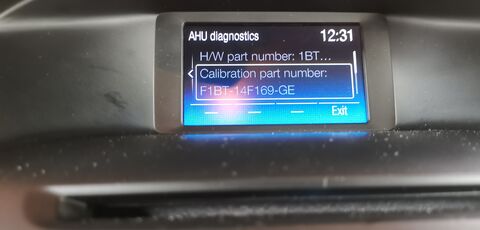 AHU diagnostics 12:31
H/W part number: 1BT...
Calibration part number:
F1BT-14F169-GE
Exit